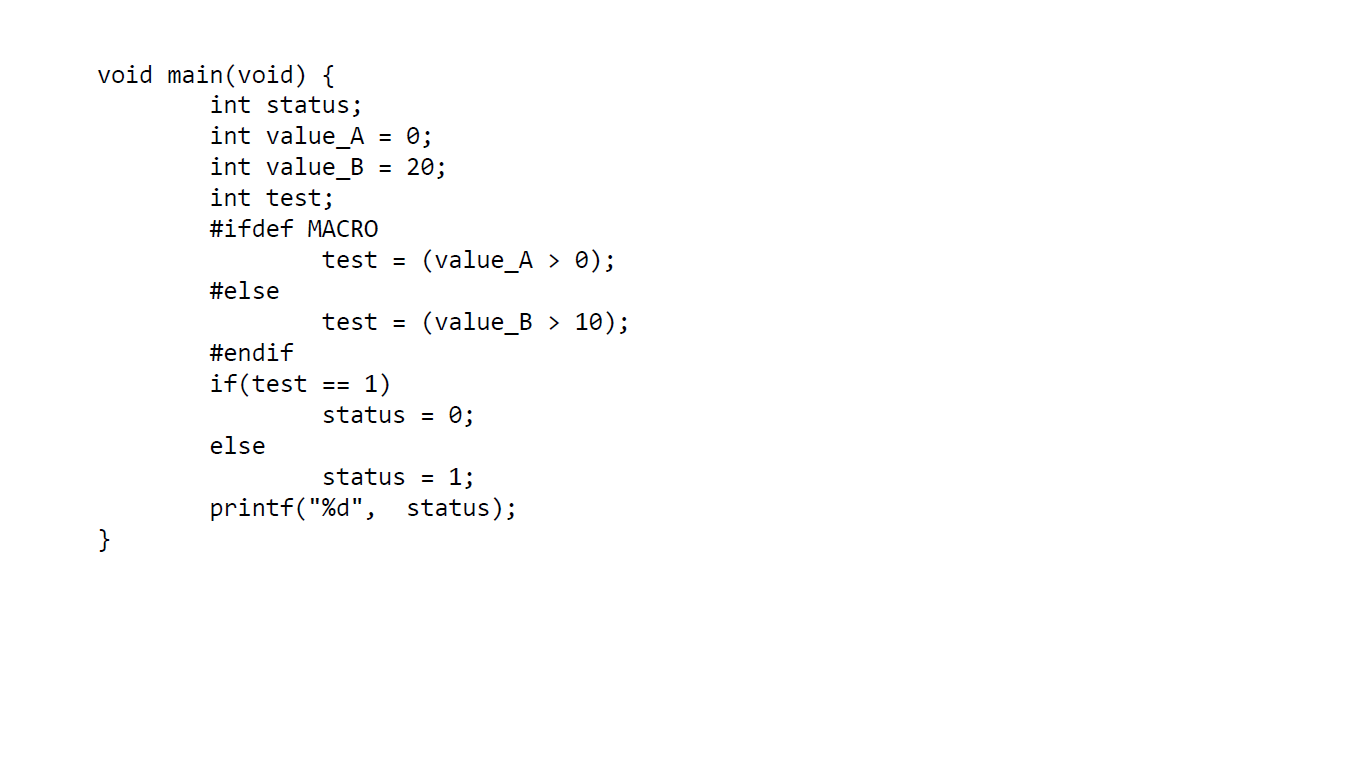 void main(void) {
        int status;
        int value_A = 0;
        int value_B = 20;
        int test;
        #ifdef MACRO
                test = (value_A > 0);
        #else
                test = (value_B > 10);
        #endif
        if(test == 1)
                status = 0;
        else
                status = 1;
        printf("%d",  status);
}